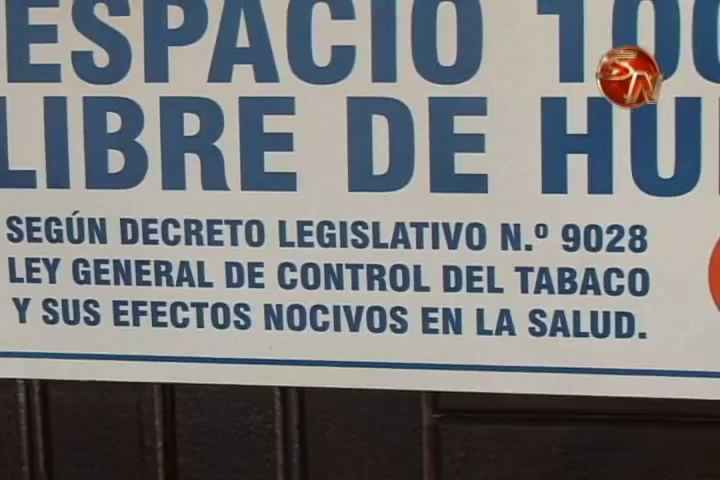 ESPACIO 100
LIBRE DE HU
SEGÚN DECRETO LEGISLATIVO N.º 9028
LEY GENERAL DE CONTROL DEL TABACO
Y SUS EFECTOS NOCIVOS EN LA SALUD.